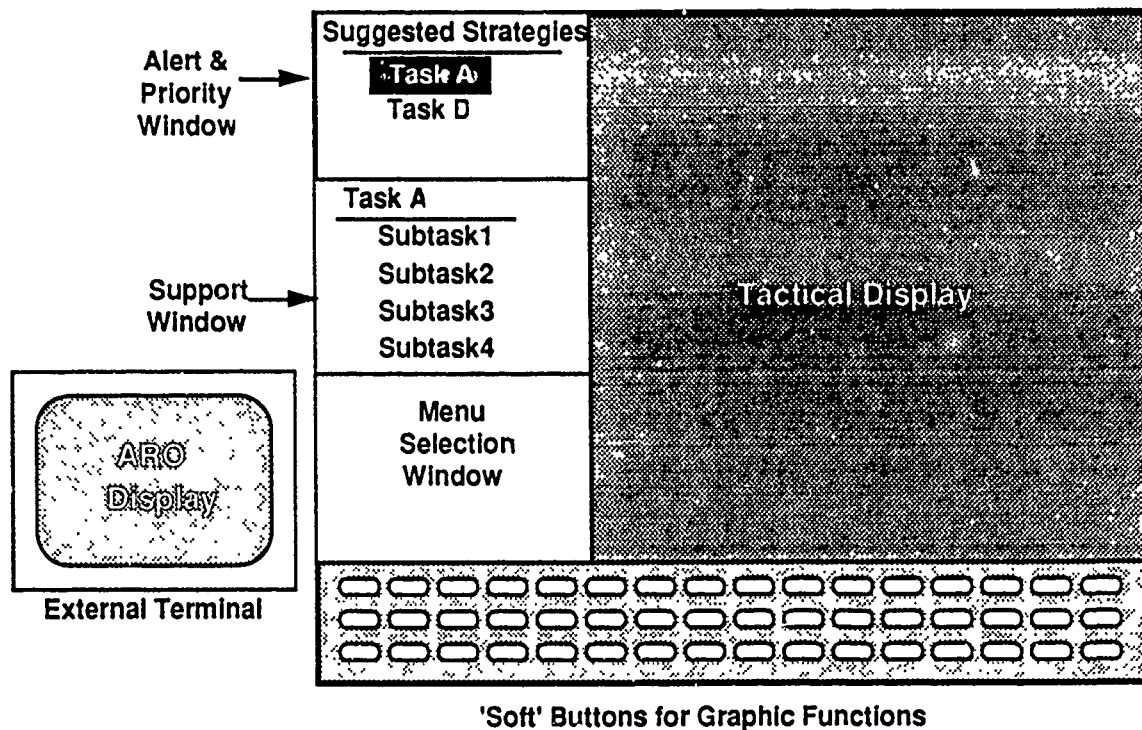 Alert &
Priority
Window
Suggested Strategies
Task A
Task D
Task A
Subtask1
Subtask2
Subtask3
Subtask4
Support
Window
Tactical Display
Menu
Selection
Window
ARO
Display
External Terminal
'Soft' Buttons for Graphic Functions